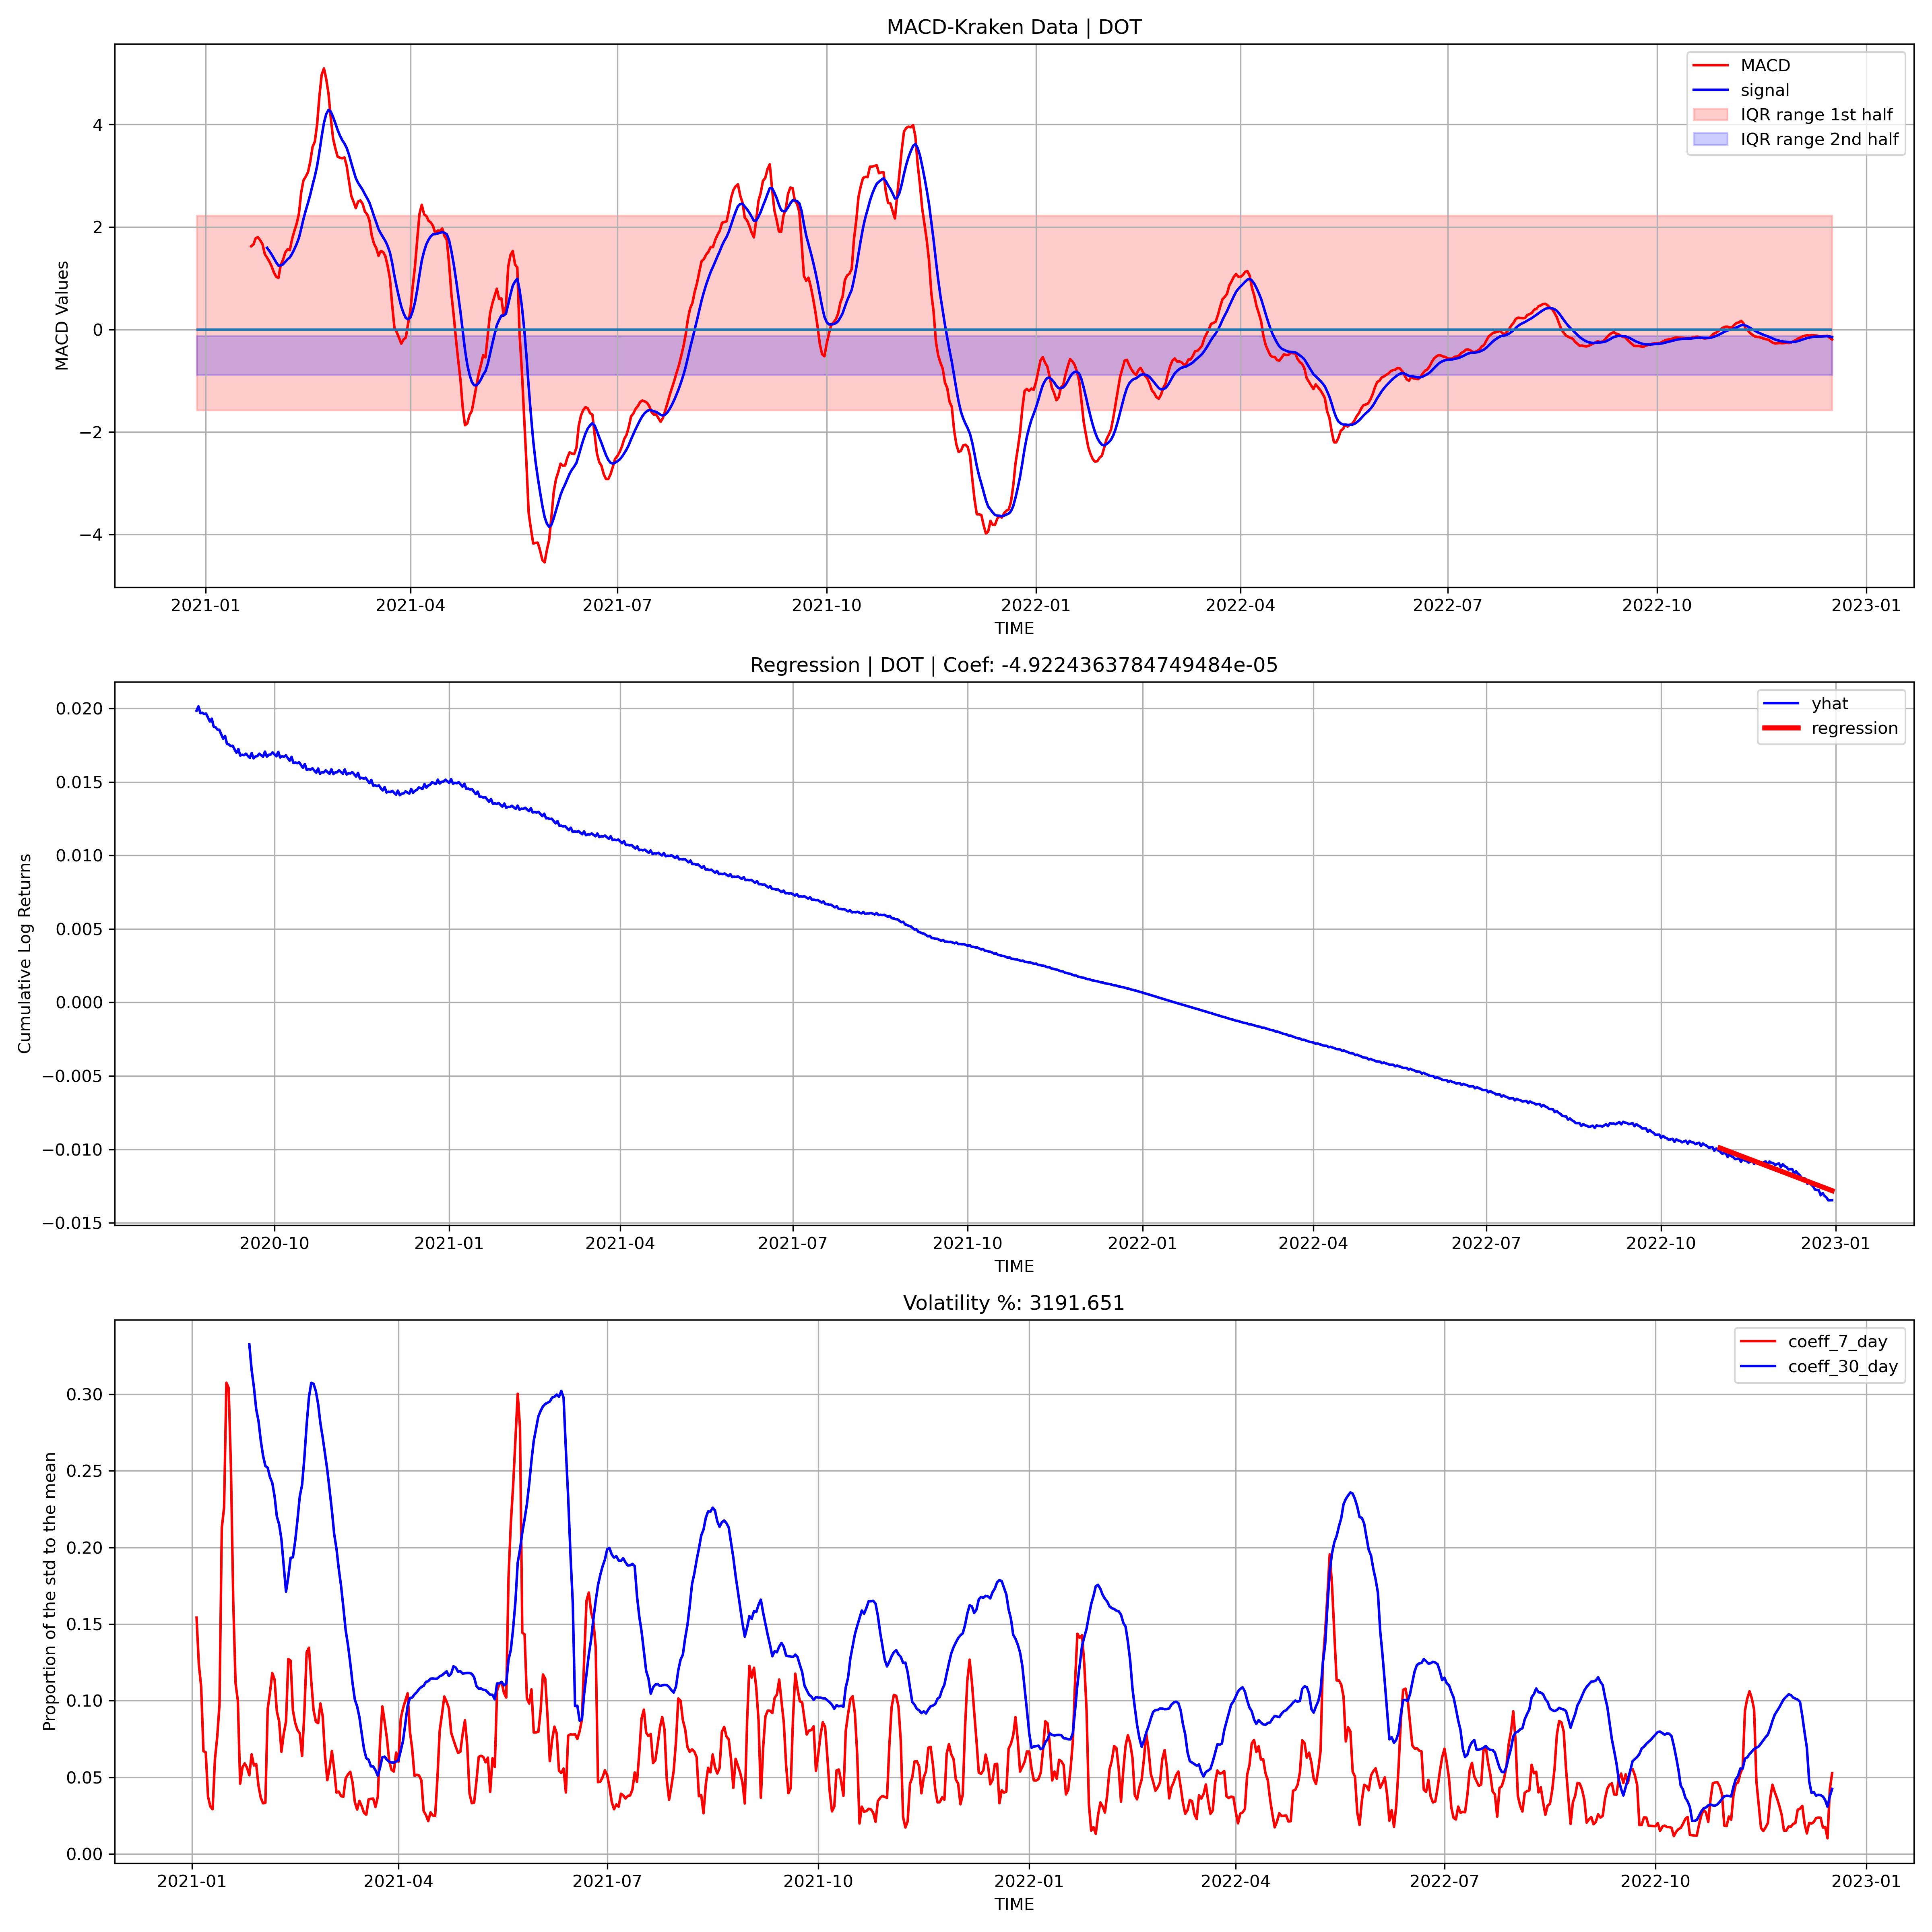 MACD-Kraken Data | DOT
MACD
signal
IQR range 1st half
IQR range 2nd half
MACD Values
4
2
0
−2
−4
2021-01 2021-04 2021-07 2021-10 2022-01 2022-04 2022-07 2022-10 2023-01
TIME
Regression | DOT | Coef: -4.9224363784749484e-05
yhat
regression
Cumulative Log Returns
0.020
0.015
0.010
0.005
0.000
−0.005
−0.010
−0.015
2020-10 2021-01 2021-04 2021-07 2021-10 2022-01 2022-04 2022-07 2022-10 2023-01
TIME
Volatility %: 3191.651
coeff_7_day
coeff_30_day
Proportion of the std to the mean
0.30
0.25
0.20
0.15
0.10
0.05
0.00
2021-01 2021-04 2021-07 2021-10 2022-01 2022-04 2022-07 2022-10 2023-01
TIME